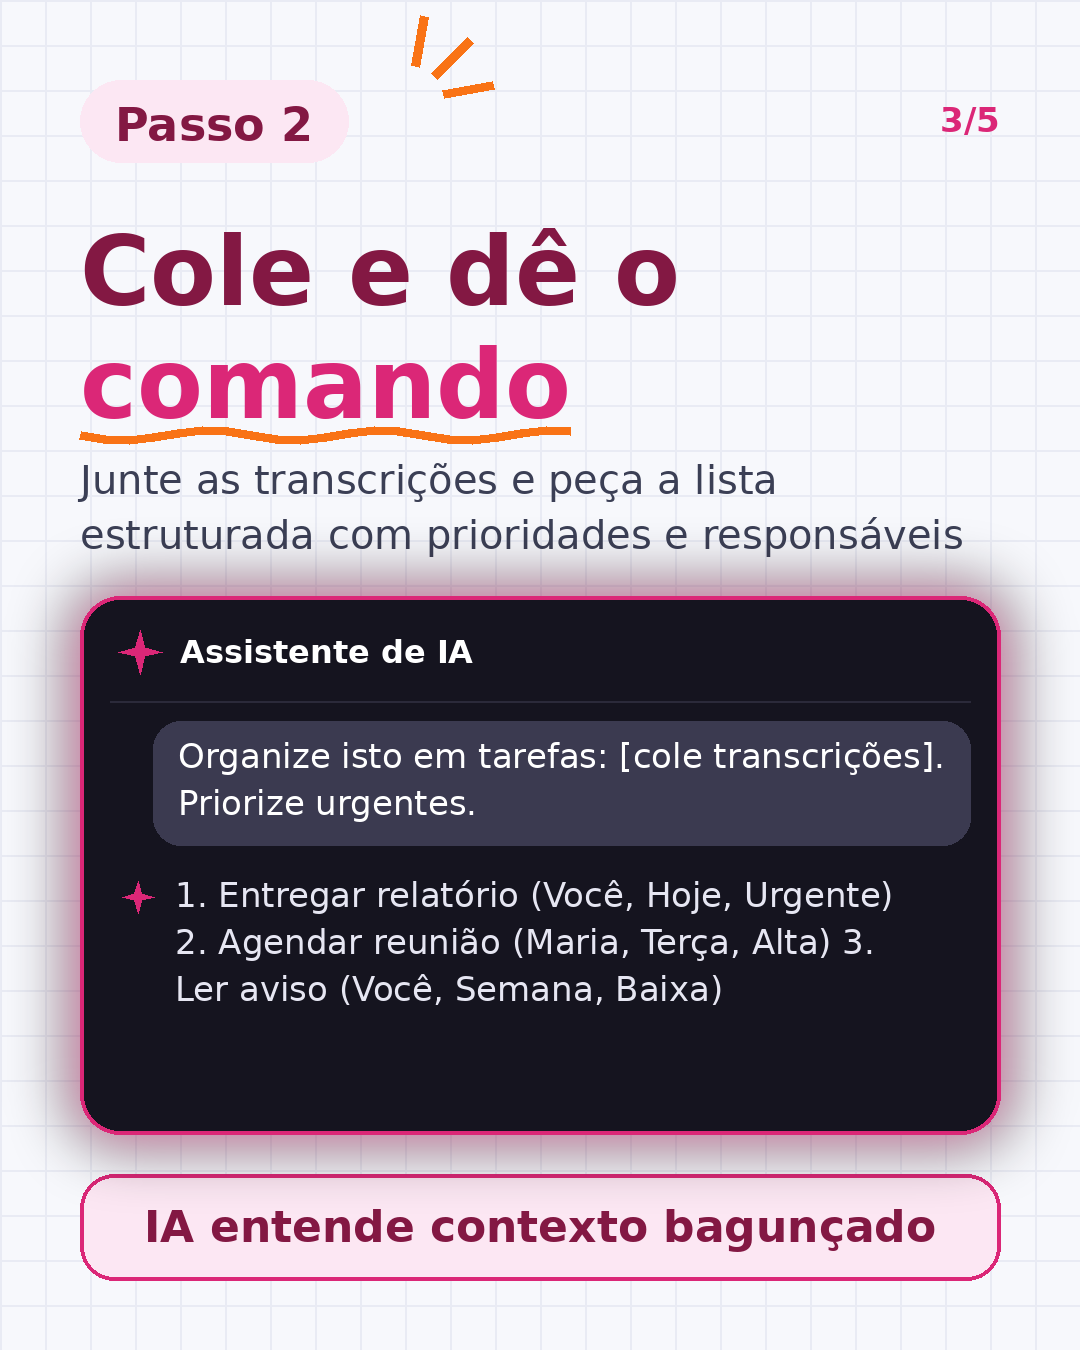 Passo 2
3/5
Cole e dê o
comando
Junte as transcrições e peça a lista
estruturada com prioridades e responsáveis
Assistente de IA
Organize isto em tarefas: [cole transcrições].
Priorize urgentes.
1. Entregar relatório (Você, Hoje, Urgente)
2. Agendar reunião (Maria, Terça, Alta) 3.
Ler aviso (Você, Semana, Baixa)
IA entende contexto bagunçado